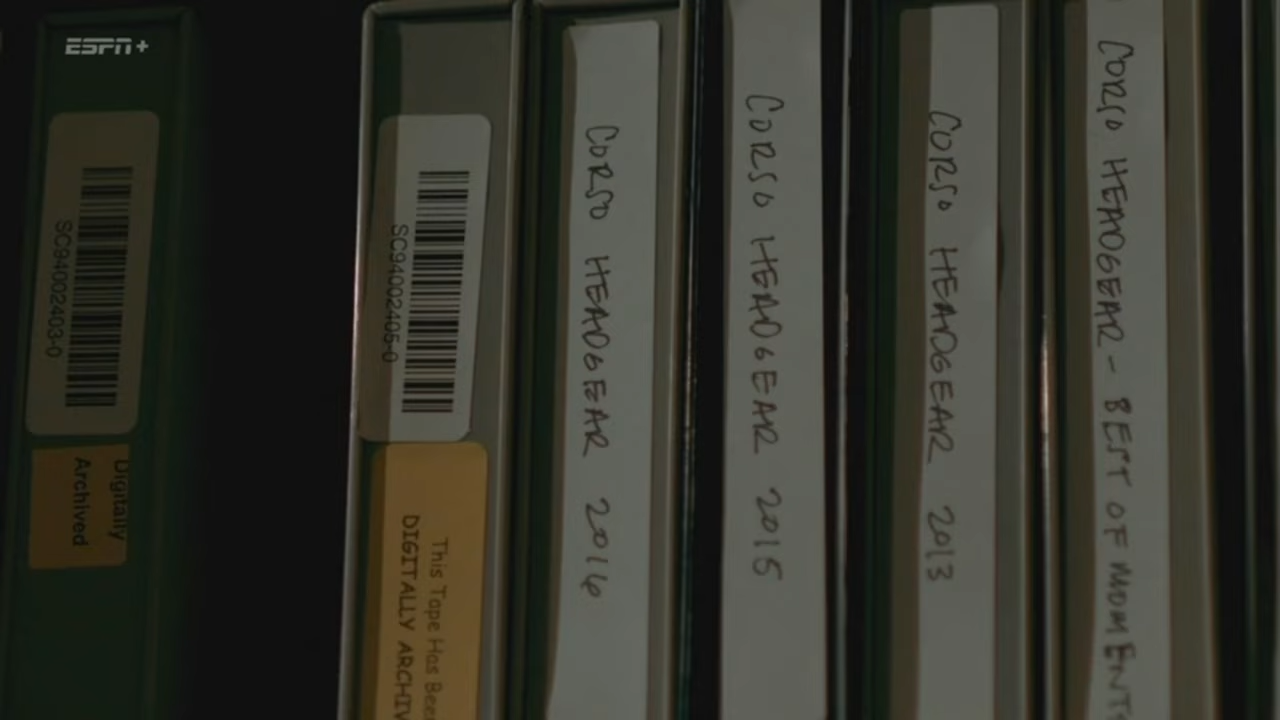 ESPN+
SC94002403-0
Digitally
Archived
SC94002405-0
This Tape Has Been
DIGITALLY ARCHIV
CORSO HEADGEAR 2016
CORSO HEADGEAR 2015
CORSO HEADGEAR 2013
CORSO HEADGEAR - BEST OF MOMENTS